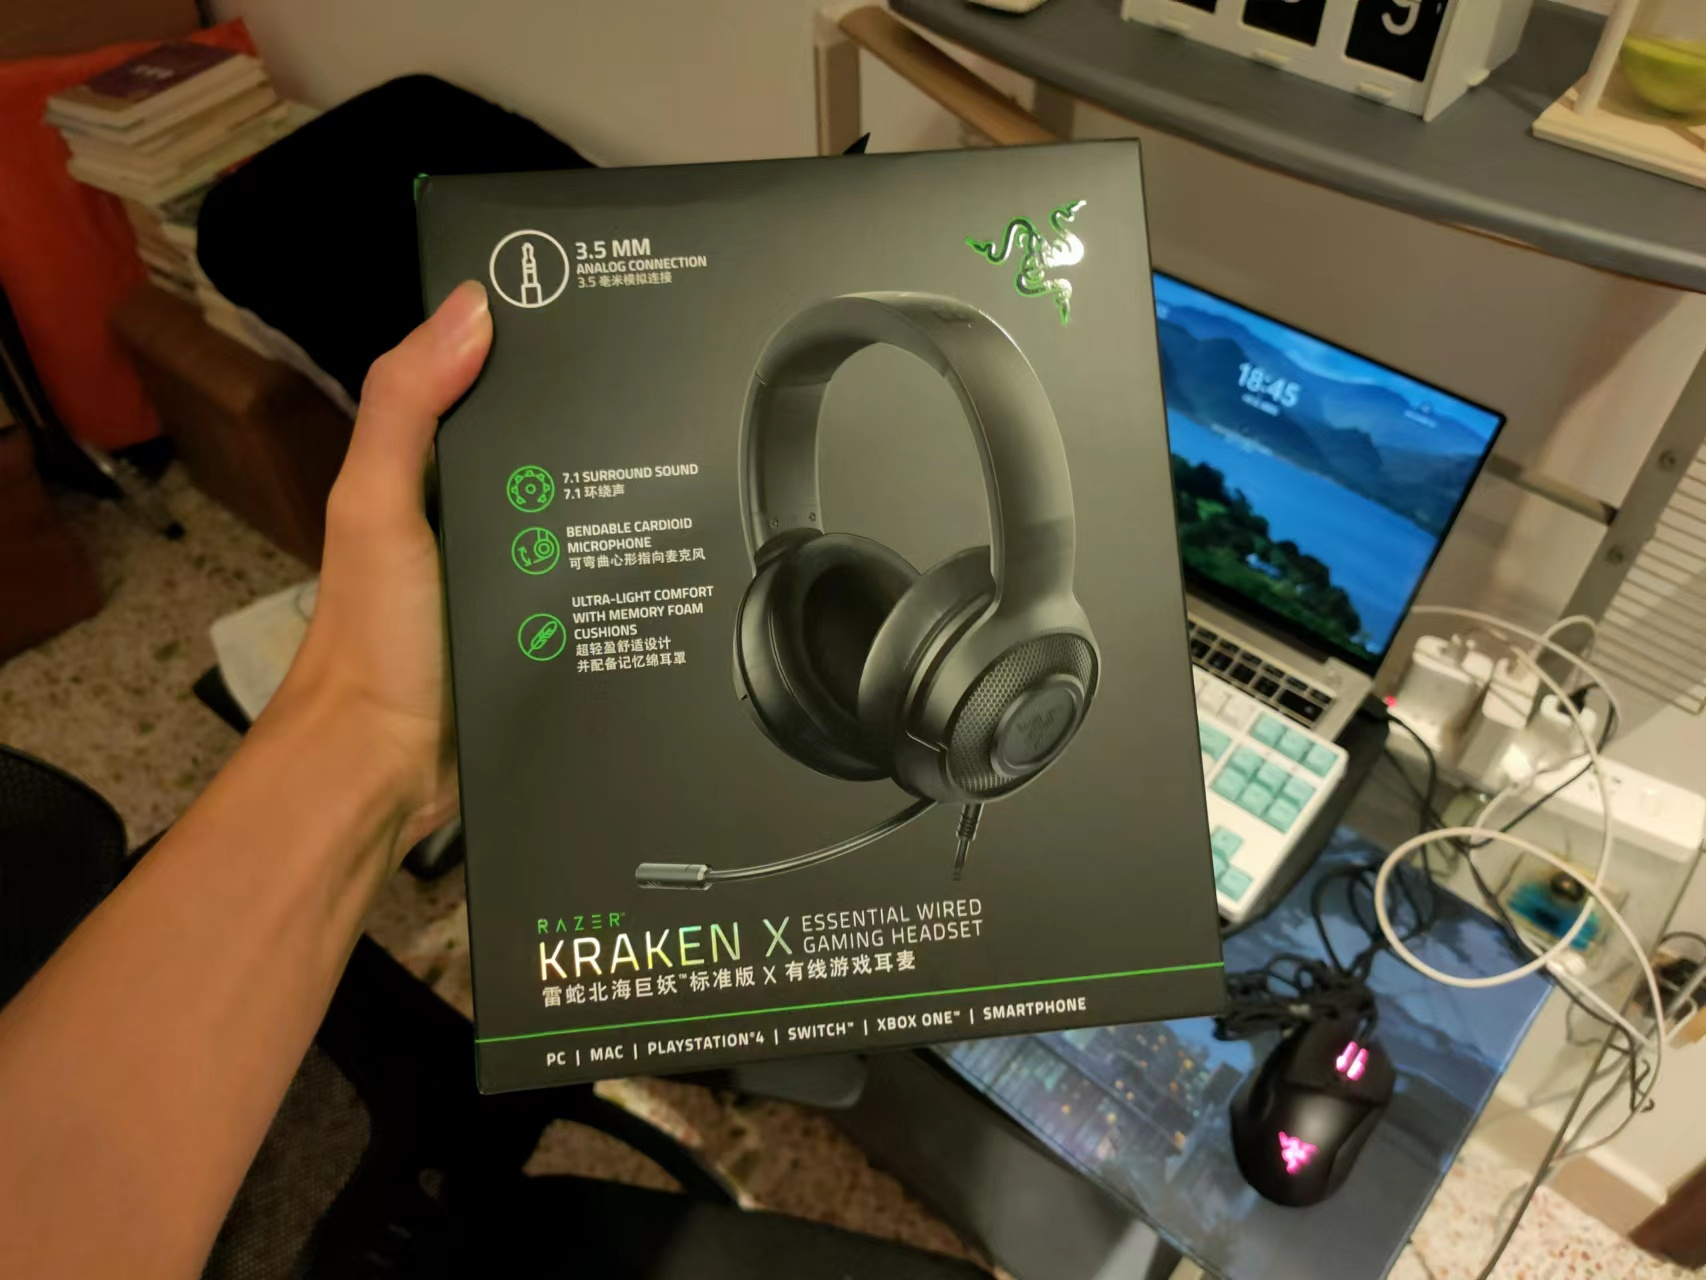 3.5 MM
ANALOG CONNECTION
3.5 毫米模拟连接
7.1 SURROUND SOUND
7.1 环绕声
BENDABLE CARDIOID
MICROPHONE
可弯曲心形指向麦克风
ULTRA-LIGHT COMFORT
WITH MEMORY FOAM
CUSHIONS
超轻盈舒适设计
并配备记忆绵耳罩
RAZER™
KRAKEN X
ESSENTIAL WIRED
GAMING HEADSET
雷蛇北海巨妖™标准版 X 有线游戏耳麦
PC | MAC | PLAYSTATION®4 | SWITCH™ | XBOX ONE™ | SMARTPHONE
18:45
9